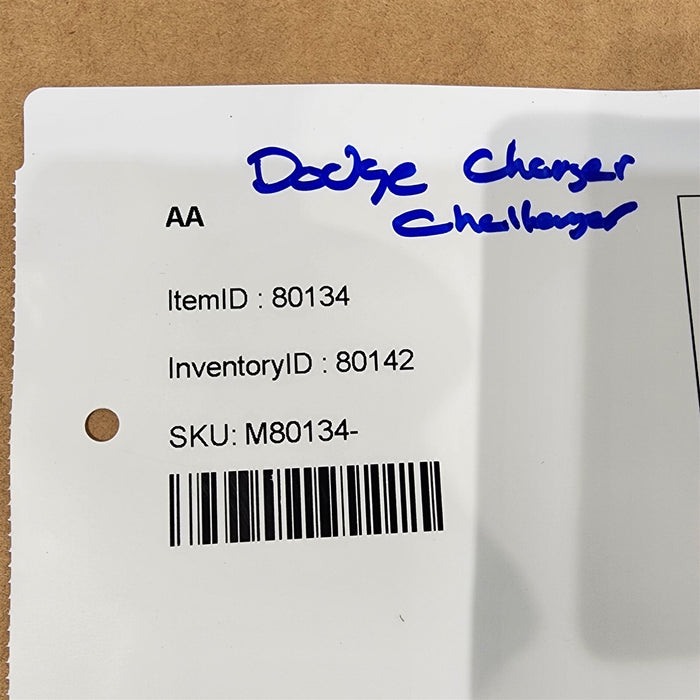 Dodge Charger
Challenger
AA
ItemID : 80134
InventoryID : 80142
SKU: M80134-